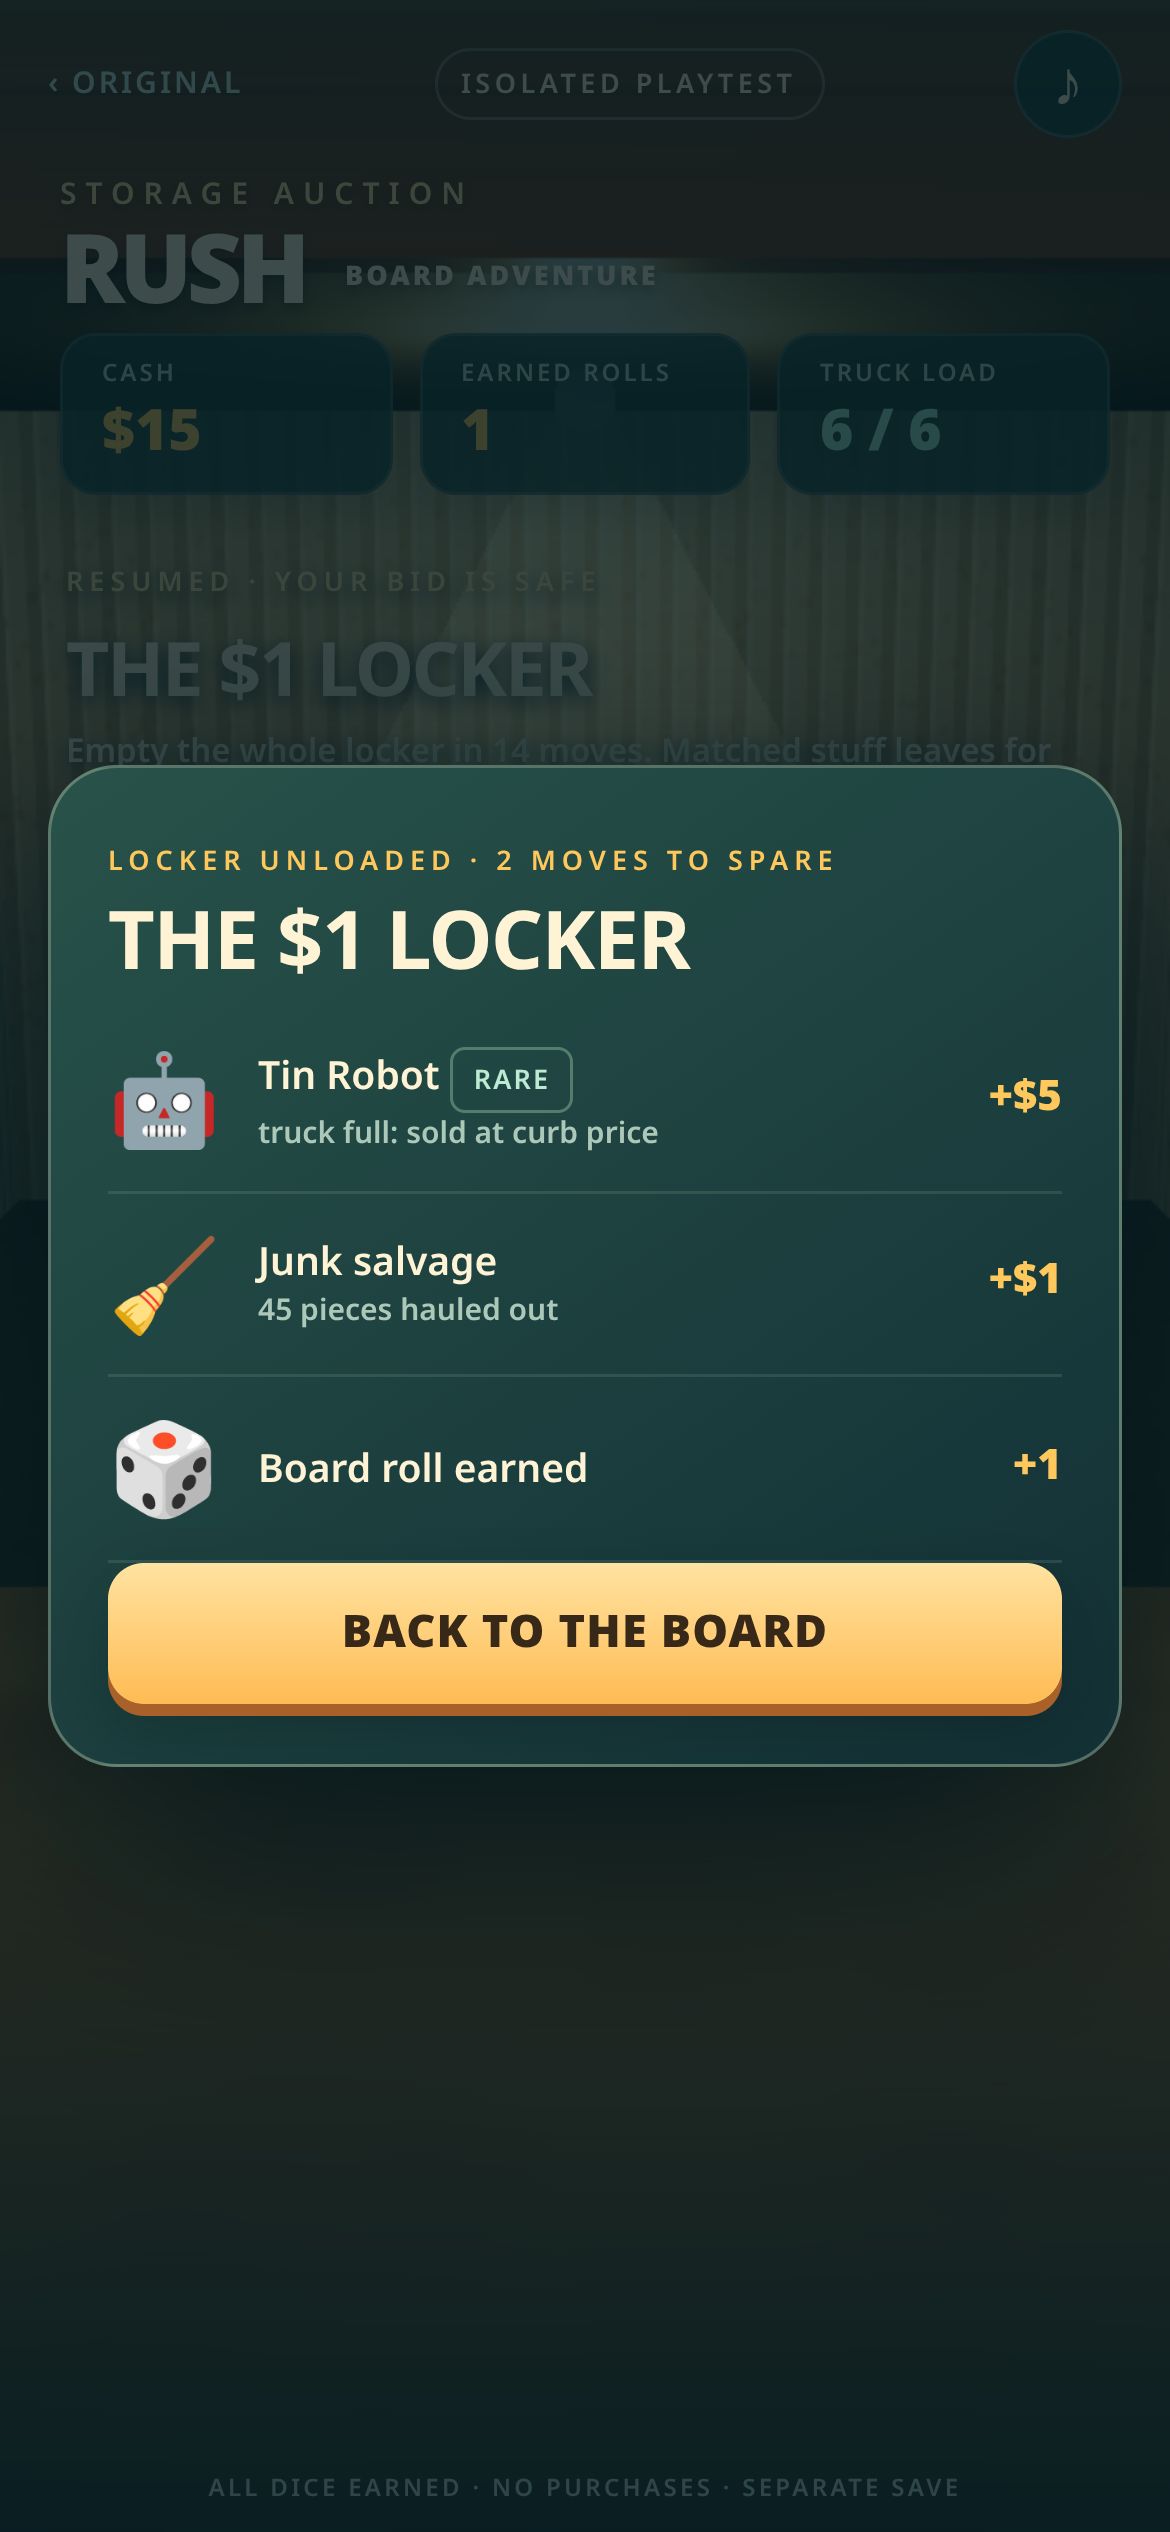 ‹ ORIGINAL
ISOLATED PLAYTEST
STORAGE AUCTION
RUSH BOARD ADVENTURE
CASH
$15
EARNED ROLLS
1
TRUCK LOAD
6 / 6
RESUMED · YOUR BID IS SAFE
THE $1 LOCKER
Empty the whole locker in 14 moves. Matched stuff leaves for
LOCKER UNLOADED · 2 MOVES TO SPARE
THE $1 LOCKER
Tin Robot RARE
truck full: sold at curb price
+$5
Junk salvage
45 pieces hauled out
+$1
Board roll earned
+1
BACK TO THE BOARD
ALL DICE EARNED · NO PURCHASES · SEPARATE SAVE